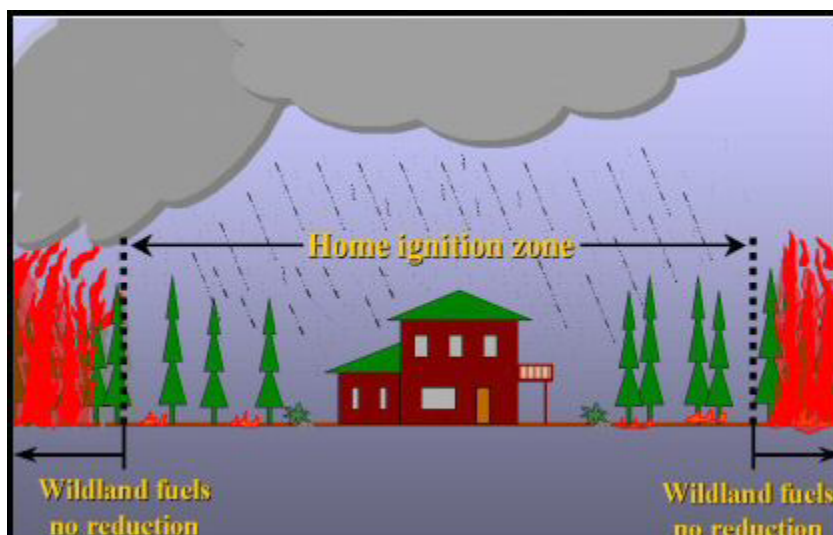 Home ignition zone
Wildland fuels
no reduction
Wildland fuels
no reduction